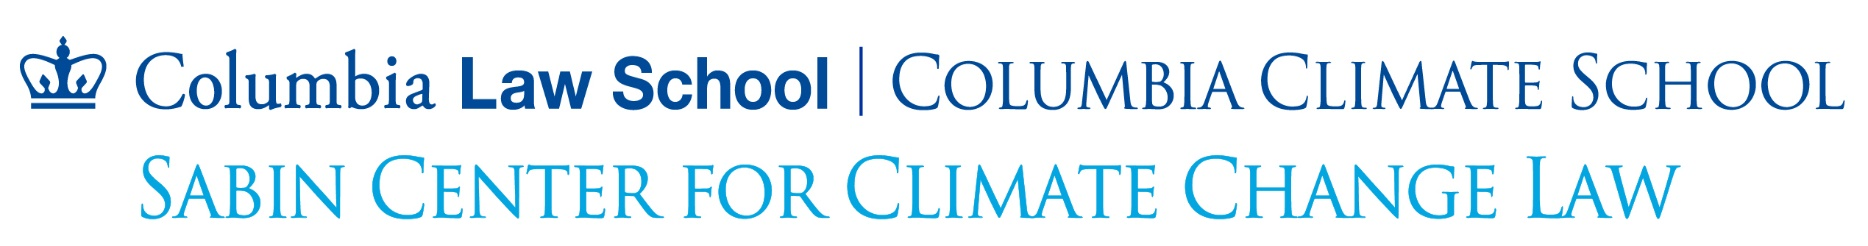 Columbia Law School | COLUMBIA CLIMATE SCHOOL
SABIN CENTER FOR CLIMATE CHANGE LAW